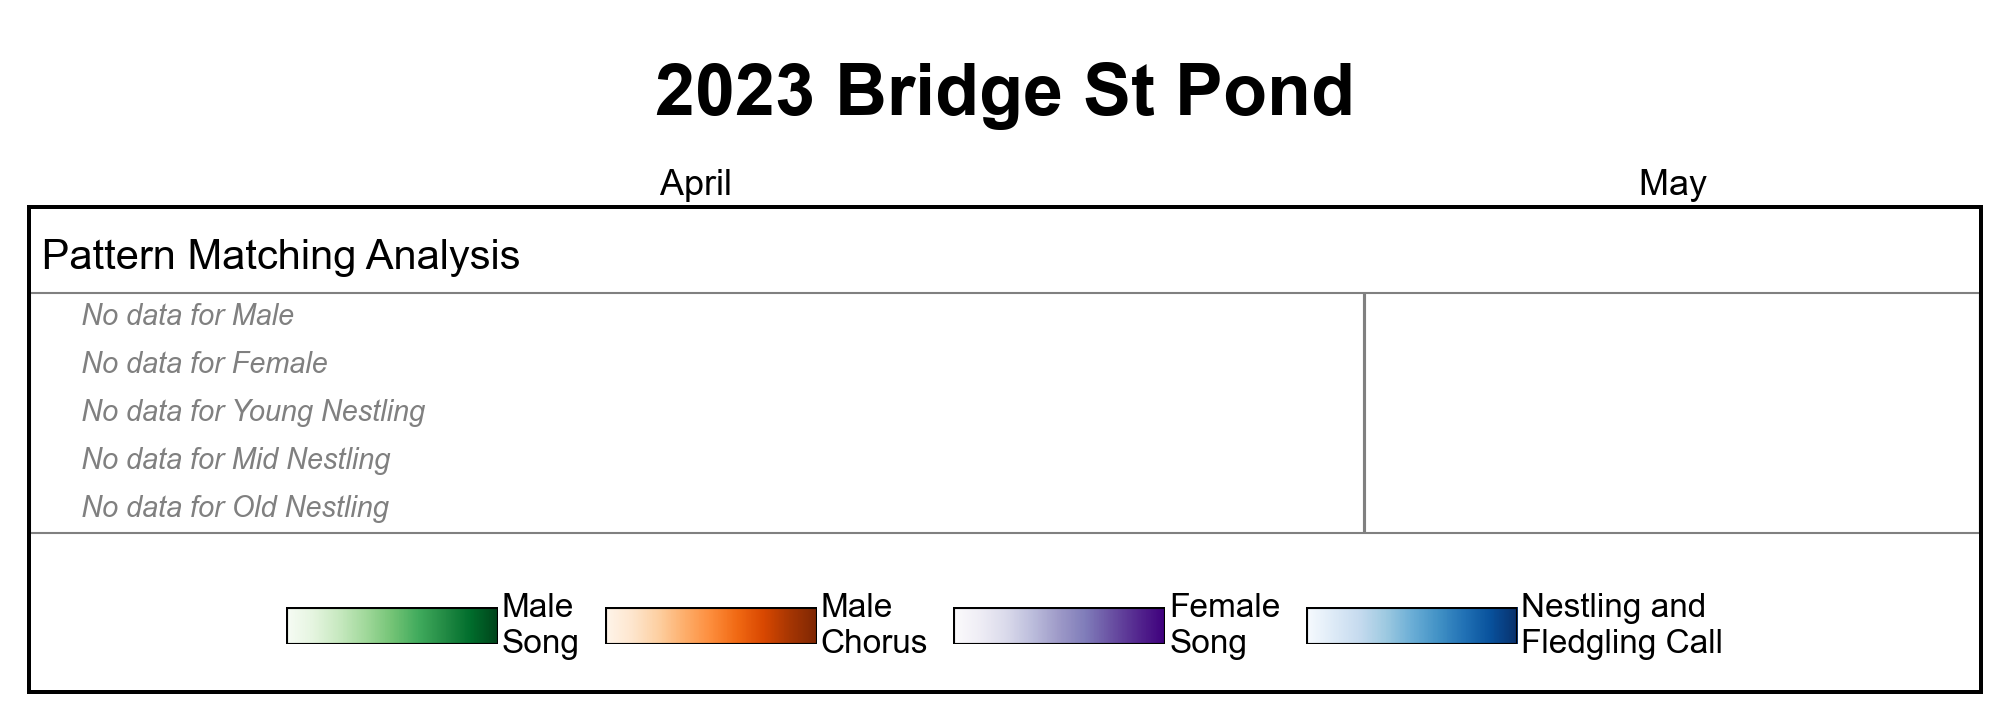 2023 Bridge St Pond
April
May
Pattern Matching Analysis
No data for Male
No data for Female
No data for Young Nestling
No data for Mid Nestling
No data for Old Nestling
Male
Song
Male
Chorus
Female
Song
Nestling and
Fledgling Call